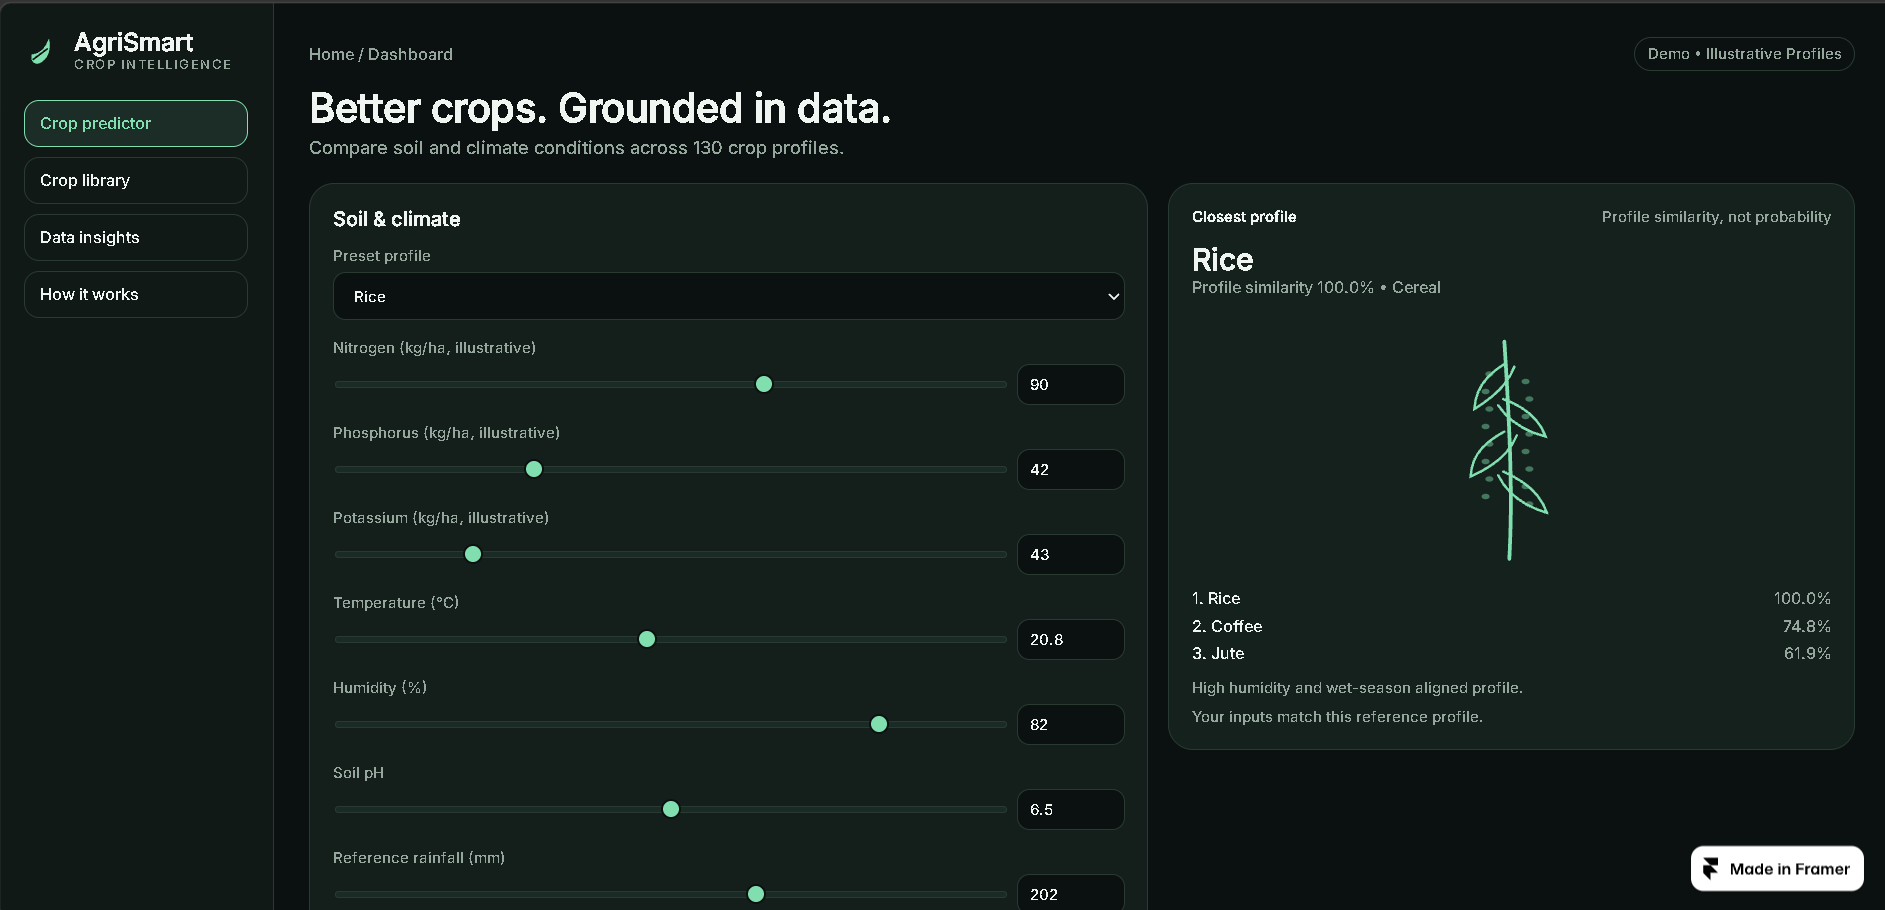 AgriSmart
CROP INTELLIGENCE
Crop predictor
Crop library
Data insights
How it works
Home / Dashboard
Demo • Illustrative Profiles
Better crops. Grounded in data.
Compare soil and climate conditions across 130 crop profiles.
Soil & climate
Preset profile
Rice
Nitrogen (kg/ha, illustrative)
90
Phosphorus (kg/ha, illustrative)
42
Potassium (kg/ha, illustrative)
43
Temperature (°C)
20.8
Humidity (%)
82
Soil pH
6.5
Reference rainfall (mm)
202
Closest profile
Profile similarity, not probability
Rice
Profile similarity 100.0% • Cereal
1. Rice 100.0%
2. Coffee 74.8%
3. Jute 61.9%
High humidity and wet-season aligned profile.
Your inputs match this reference profile.
Made in Framer